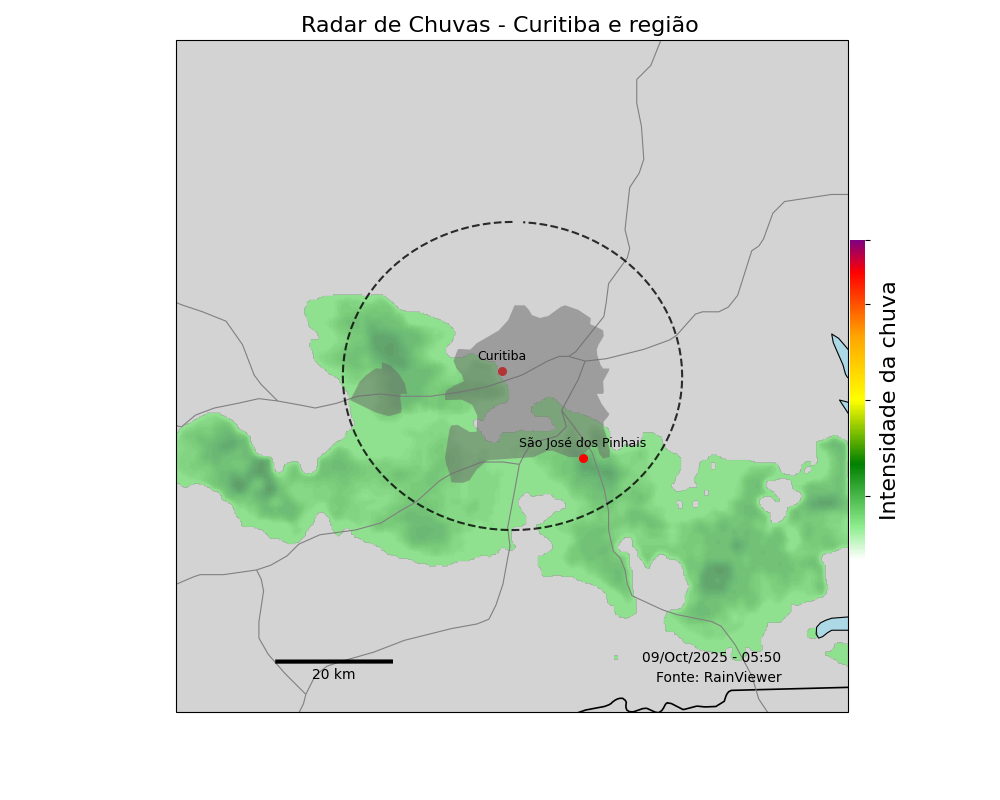 Radar de Chuvas - Curitiba e região
Curitiba
São José dos Pinhais
Intensidade da chuva
09/Oct/2025 - 05:50
20 km
Fonte: RainViewer